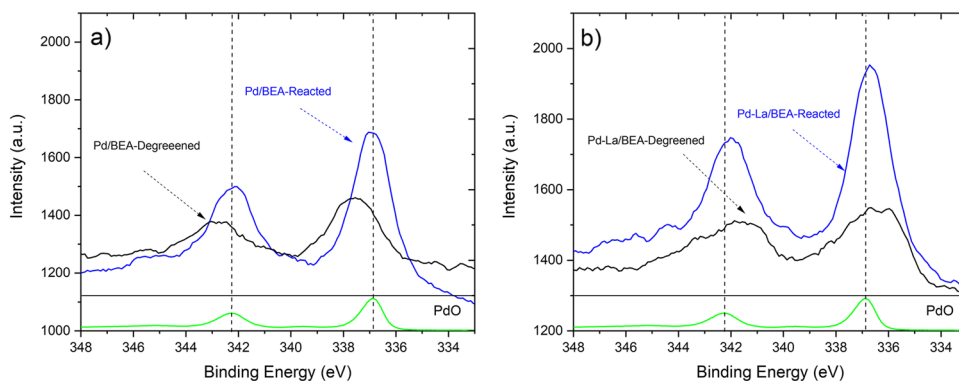 a)
Pd/BEA-Reacted
Pd/BEA-Degreeened
PdO
2000
1800
1600
1400
1200
1000
Intensity (a.u.)
348 346 344 342 340 338 336 334
Binding Energy (eV)
b)
Pd-La/BEA-Reacted
Pd-La/BEA-Degreened
PdO
2000
1800
1600
1400
1200
Intensity (a.u.)
348 346 344 342 340 338 336 334
Binding Energy (eV)